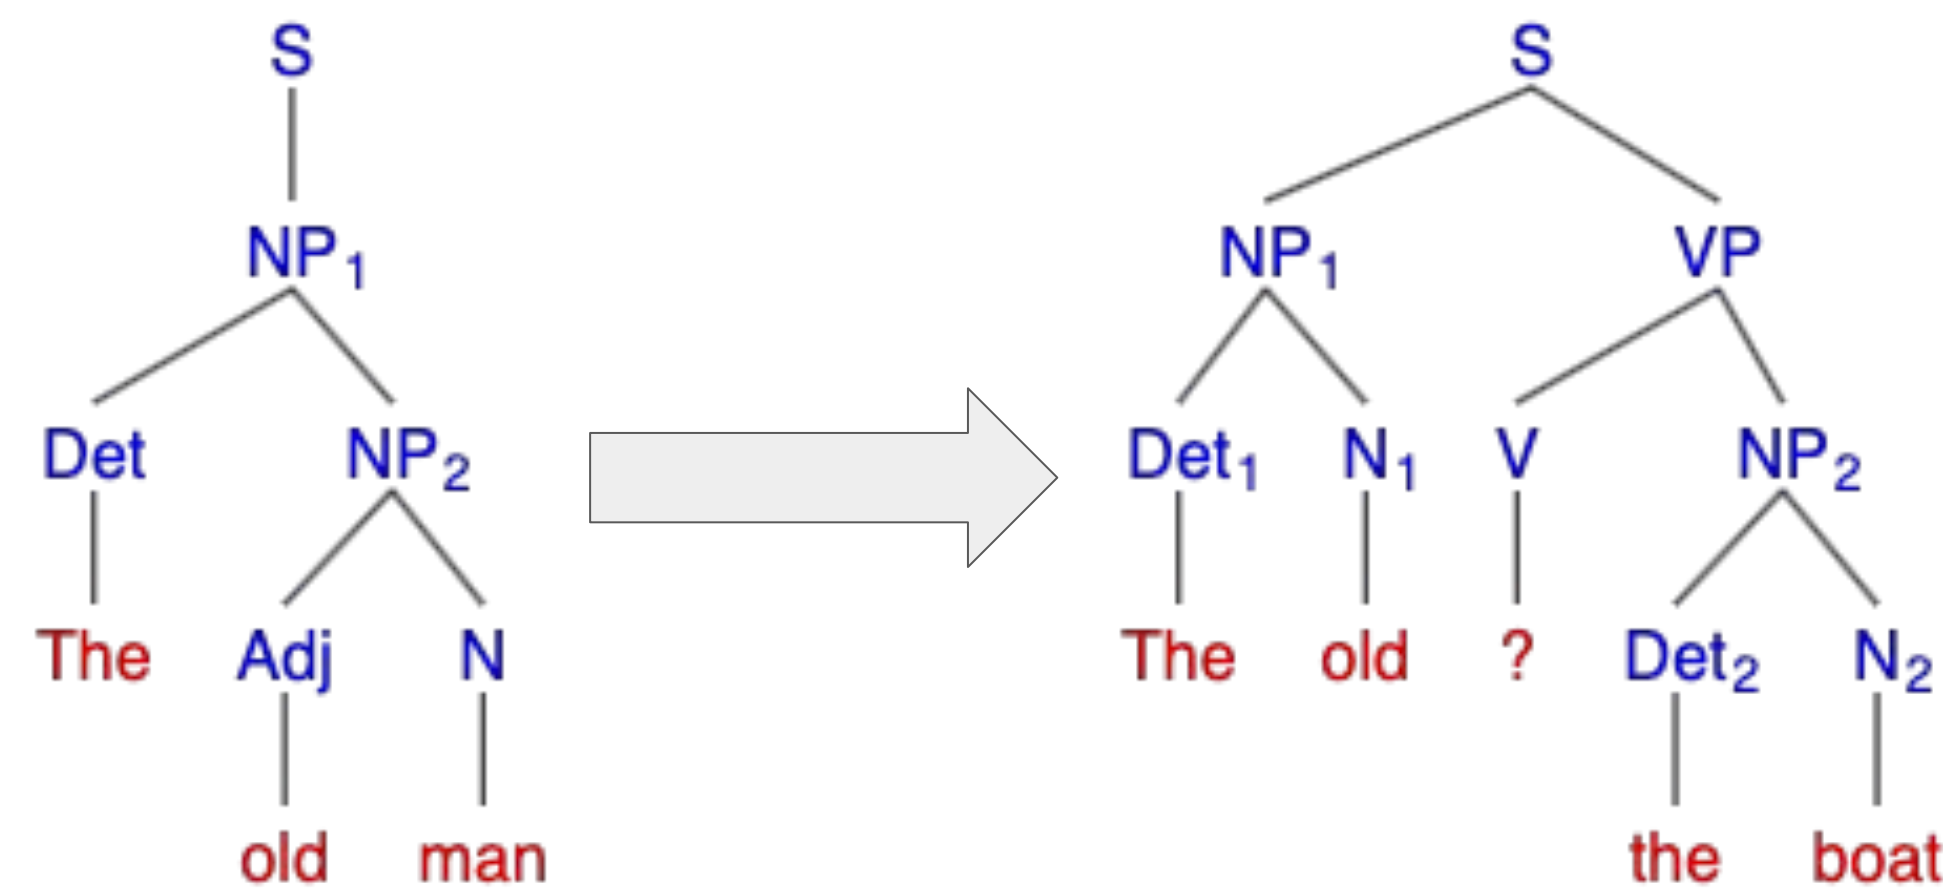 S S
NP₁ NP₁ VP
Det NP₂ Det₁ N₁ V NP₂
The Adj N The old ? Det₂ N₂
old man the boat